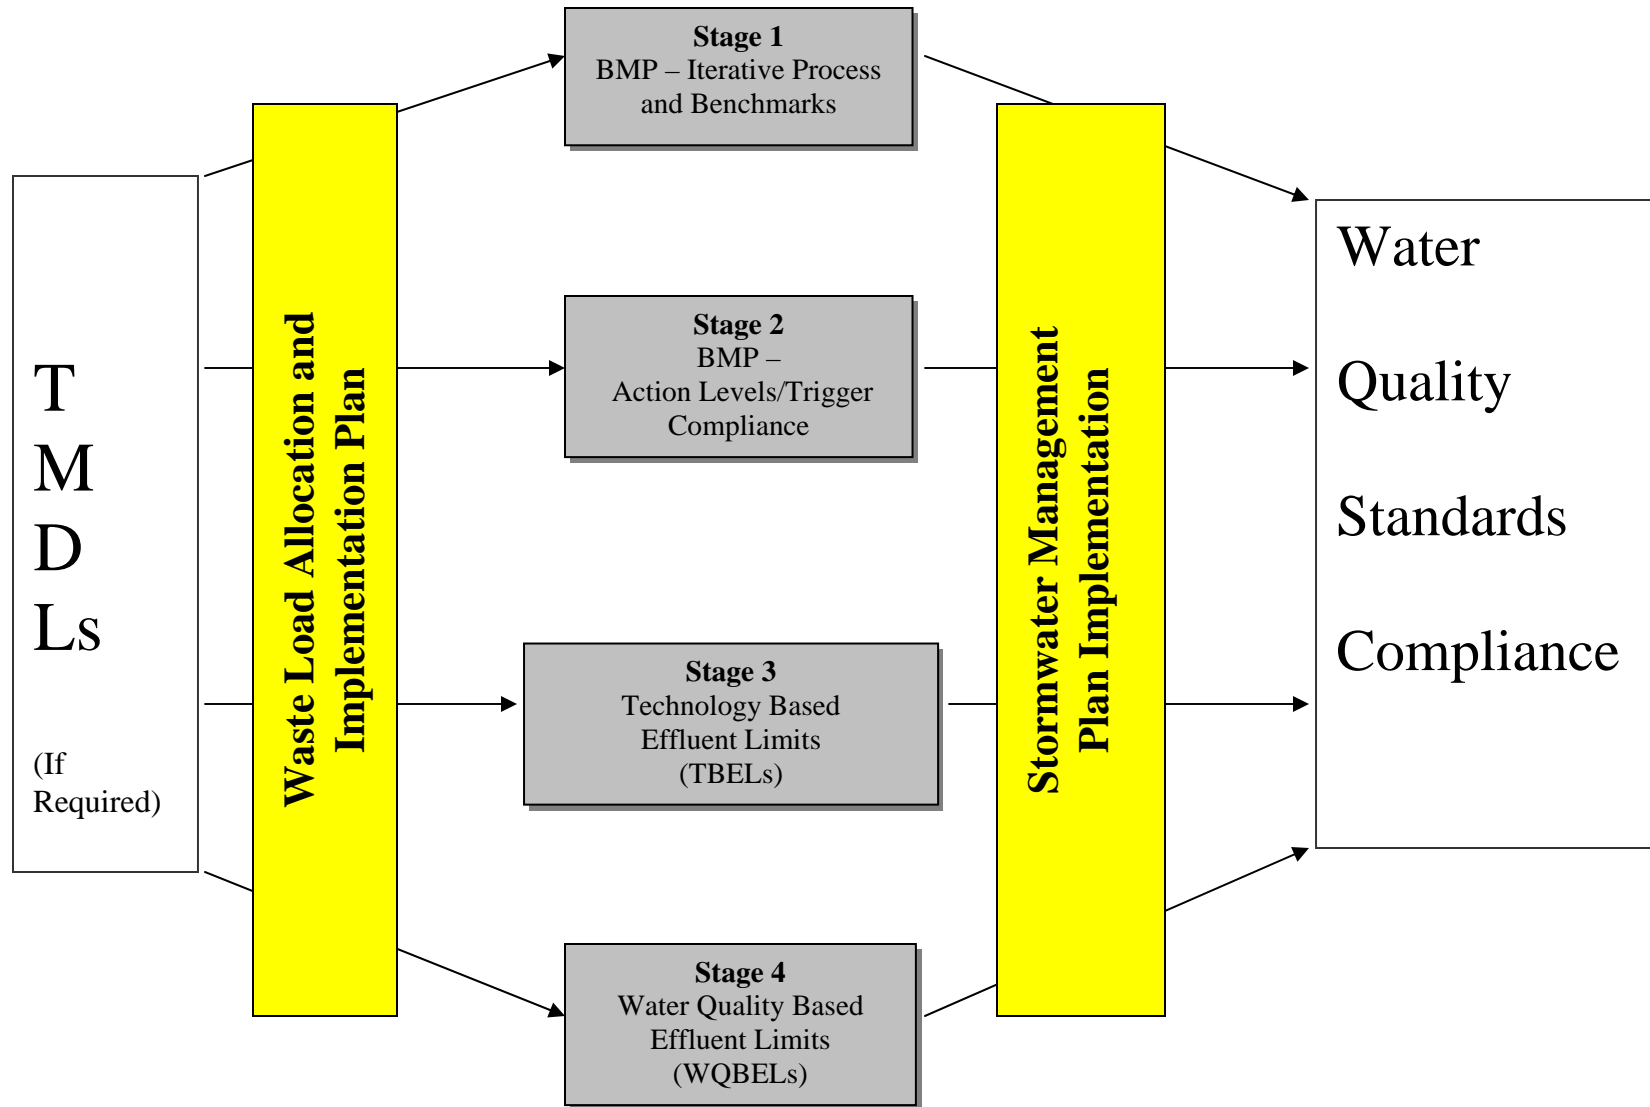 T
M
D
Ls
(If
Required)
Waste Load Allocation and
Implementation Plan
Stage 1
BMP – Iterative Process
and Benchmarks
Stage 2
BMP –
Action Levels/Trigger
Compliance
Stage 3
Technology Based
Effluent Limits
(TBELs)
Stage 4
Water Quality Based
Effluent Limits
(WQBELs)
Stormwater Management
Plan Implementation
Water
Quality
Standards
Compliance